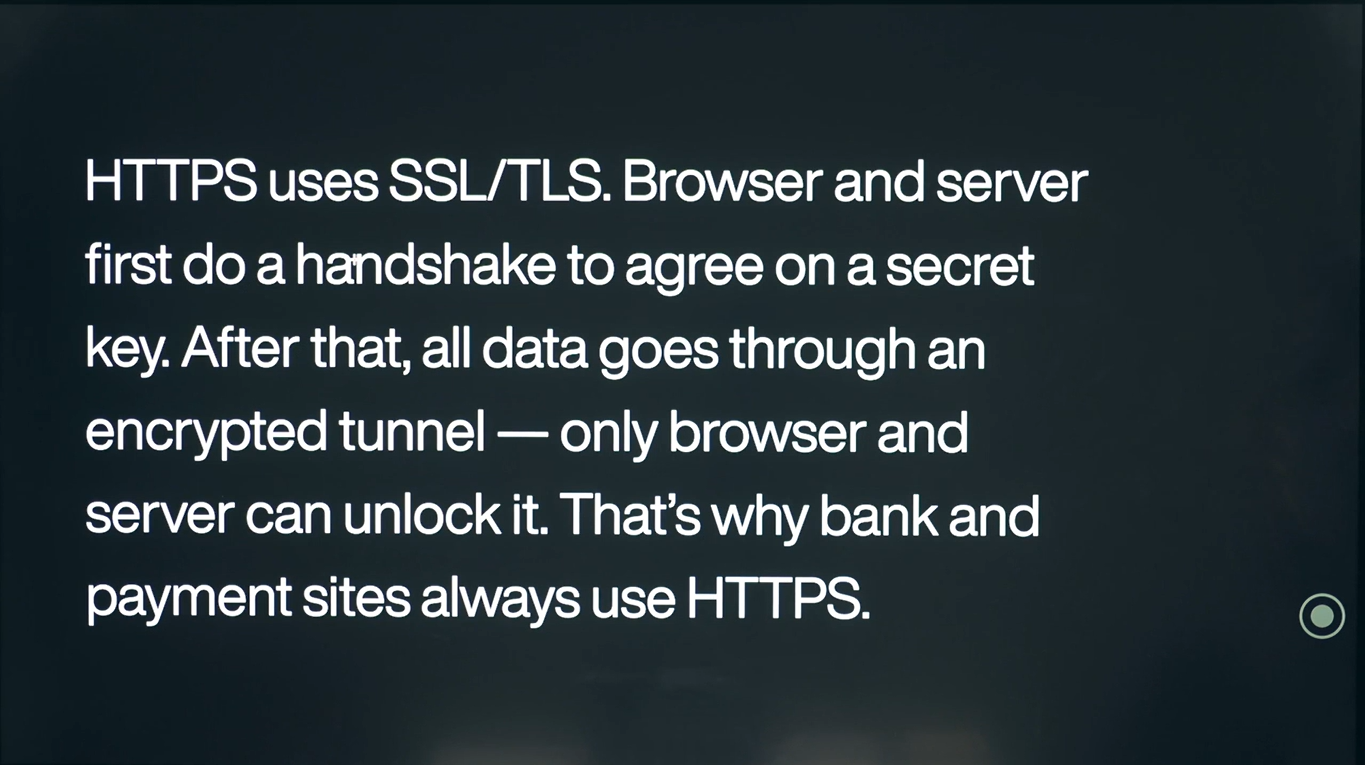 HTTPS uses SSL/TLS. Browser and server
first do a handshake to agree on a secret
key. After that, all data goes through an
encrypted tunnel — only browser and
server can unlock it. That’s why bank and
payment sites always use HTTPS.